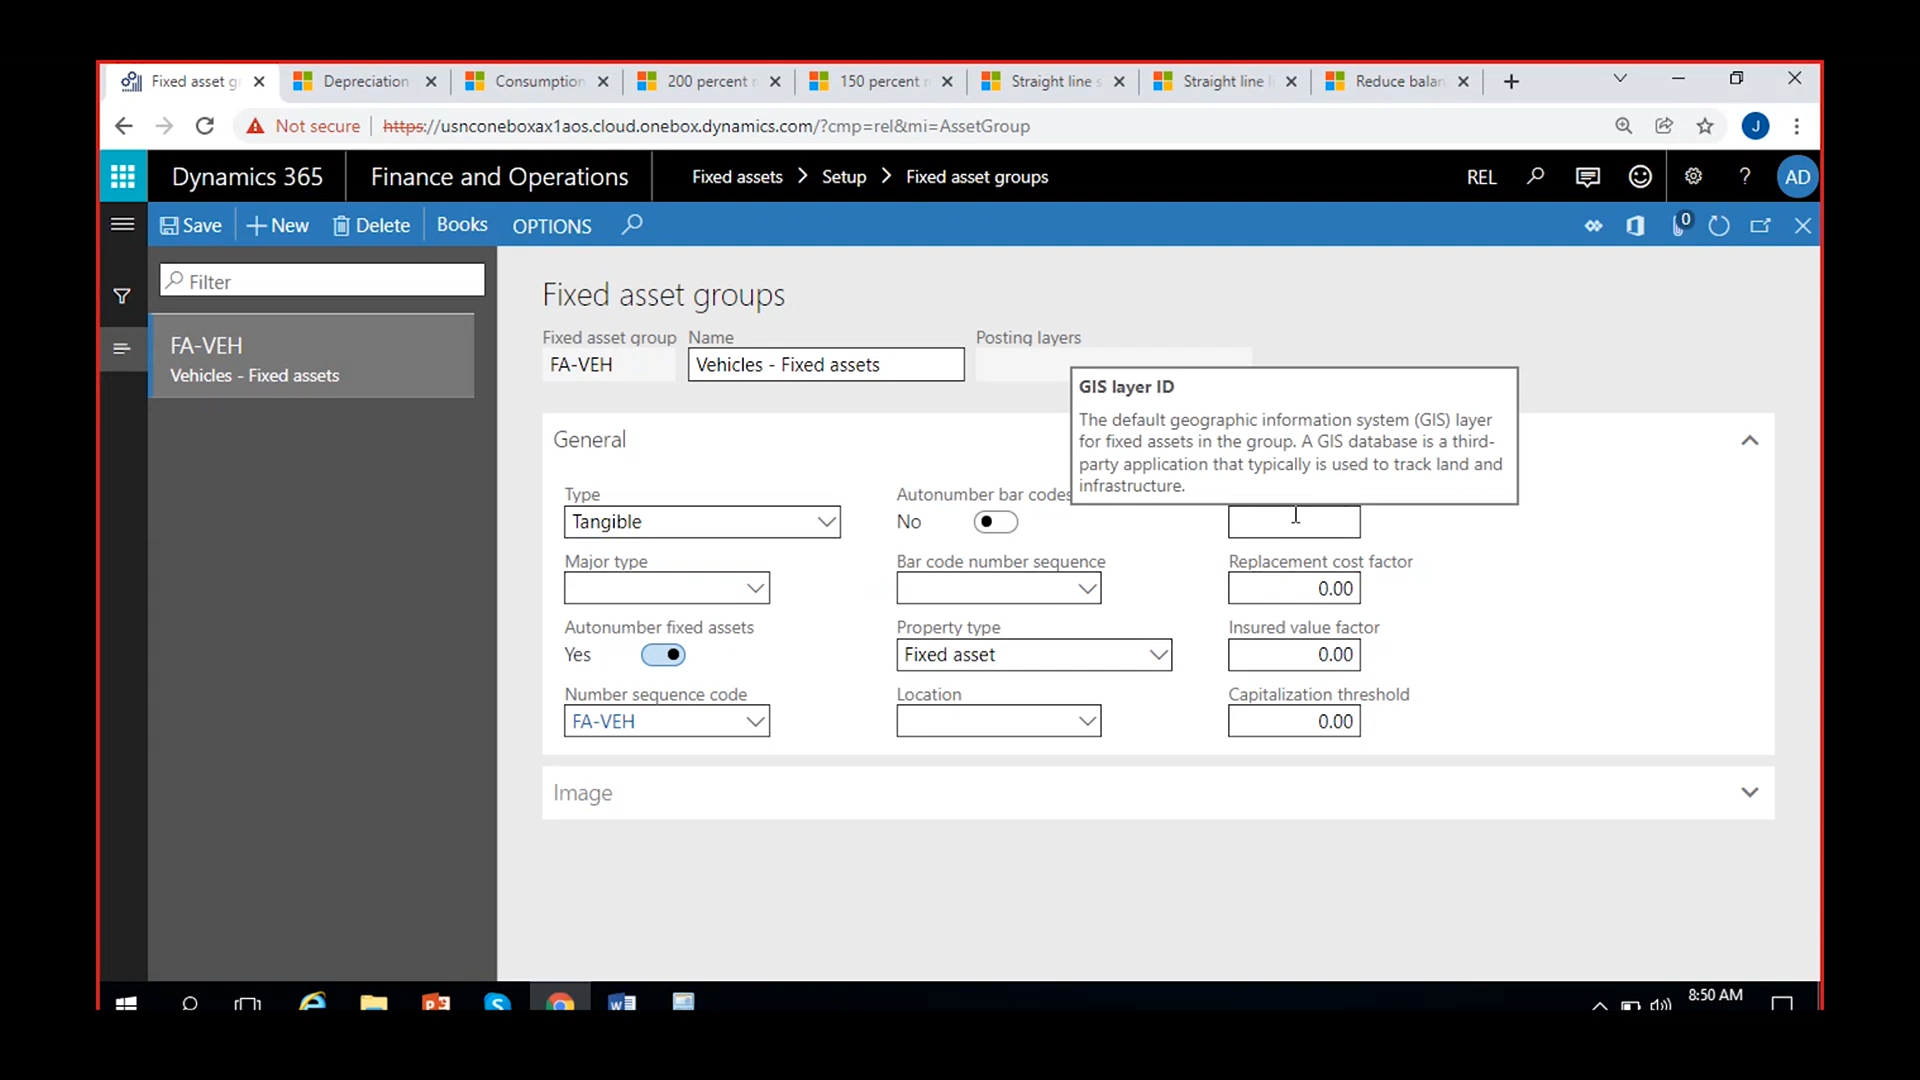 Fixed asset g
Depreciation
Consumption
200 percent
150 percent
Straight line s
Straight line
Reduce balan
Not secure https://usnconeboxax1aos.cloud.onebox.dynamics.com/?cmp=rel&mi=AssetGroup
J
Dynamics 365 Finance and Operations Fixed assets > Setup > Fixed asset groups REL ? AD
Save + New Delete Books OPTIONS 0
Filter
FA-VEH
Vehicles - Fixed assets
Fixed asset groups
Fixed asset group Name Posting layers
FA-VEH Vehicles - Fixed assets
GIS layer ID
The default geographic information system (GIS) layer
for fixed assets in the group. A GIS database is a third-
party application that typically is used to track land and
infrastructure.
General
Type Autonumber bar codes
Tangible No
Major type Bar code number sequence Replacement cost factor
0.00
Autonumber fixed assets Property type Insured value factor
Yes Fixed asset 0.00
Number sequence code Location Capitalization threshold
FA-VEH 0.00
Image
8:50 AM